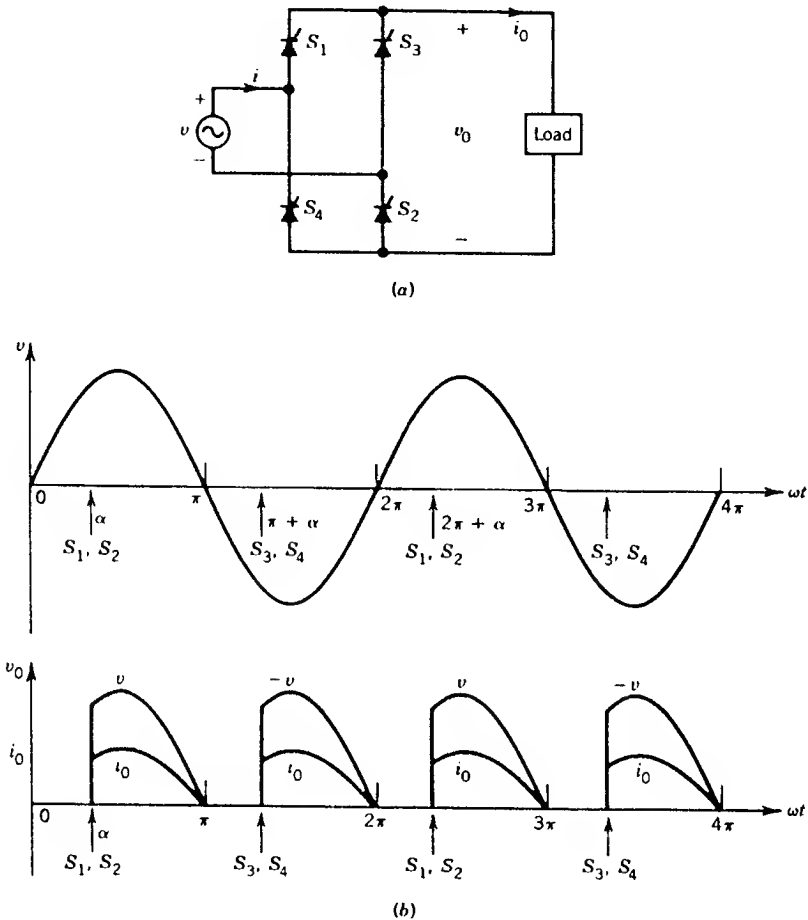 S1 S3 + i0
i
+
v v0 Load
−
S4 S2 −
(a)
v
0 π 2π 3π 4π ωt
α π + α 2π + α
S1, S2 S3, S4 S1, S2 S3, S4
v0
v −v v −v
i0 i0 i0 i0 i0
0 π 2π 3π 4π ωt
α
S1, S2 S3, S4 S1, S2 S3, S4
(b)